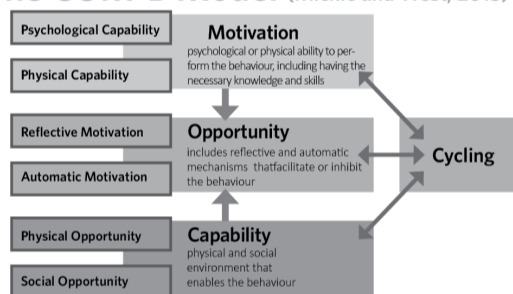 Psychological Capability
Physical Capability
Motivation
psychological or physical ability to per-
form the behaviour, including having the
necessary knowledge and skills
Reflective Motivation
Automatic Motivation
Opportunity
includes reflective and automatic
mechanisms thatfacilitate or inhibit
the behaviour
Cycling
Physical Opportunity
Social Opportunity
Capability
physical and social
environment that
enables the behaviour